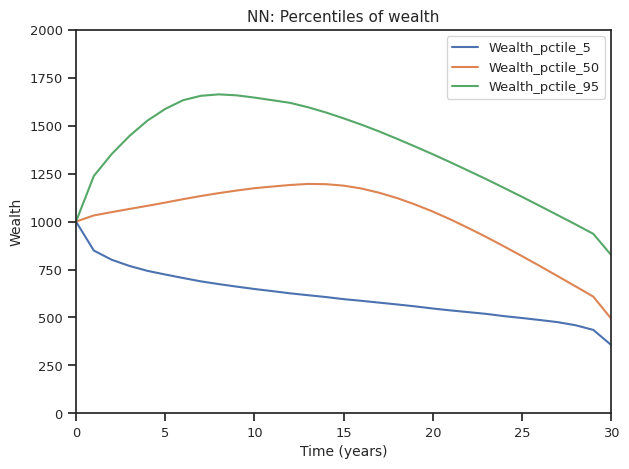 NN: Percentiles of wealth
2000
1750
1500
1250
1000
750
500
250
0
Wealth
Wealth_pctile_5
Wealth_pctile_50
Wealth_pctile_95
0 5 10 15 20 25 30
Time (years)